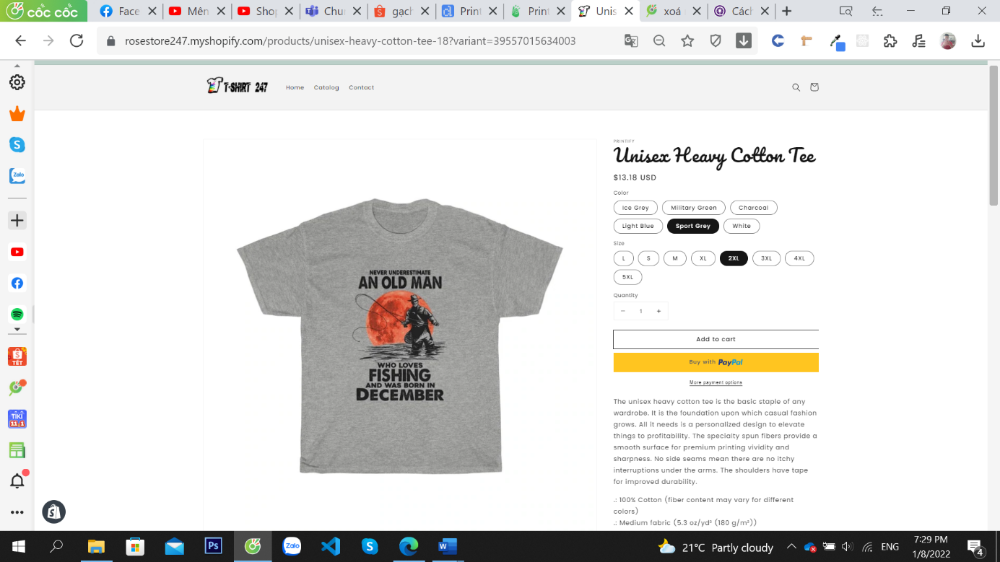 cốc cốc
Face
Mên
Shop
Chu
gạch
Print
Print
Unis
xoá
Cách
rosestore247.myshopify.com/products/unisex-heavy-cotton-tee-18?variant=39557015634003
T-SHIRT 247
Home
Catalog
Contact
PRINTIFY
Unisex Heavy Cotton Tee
$13.18 USD
Color
Ice Grey
Military Green
Charcoal
Light Blue
Sport Grey
White
Size
L
S
M
XL
2XL
3XL
4XL
5XL
Quantity
− 1 +
Add to cart
Buy with PayPal
More payment options
The unisex heavy cotton tee is the basic staple of any
wardrobe. It is the foundation upon which casual fashion
grows. All it needs is a personalized design to elevate
things to profitability. The specialty spun fibers provide a
smooth surface for premium printing vividity and
sharpness. No side seams mean there are no itchy
interruptions under the arms. The shoulders have tape
for improved durability.
.: 100% Cotton (fiber content may vary for different
colors)
.: Medium fabric (5.3 oz/yd² (180 g/m²))
NEVER UNDERESTIMATE
AN OLD MAN
WHO LOVES
FISHING
AND WAS BORN IN
DECEMBER
Zalo
TẾT
TIKI
11.1
Ps
Zalo
21°C Partly cloudy
ENG
7:29 PM
1/8/2022
4